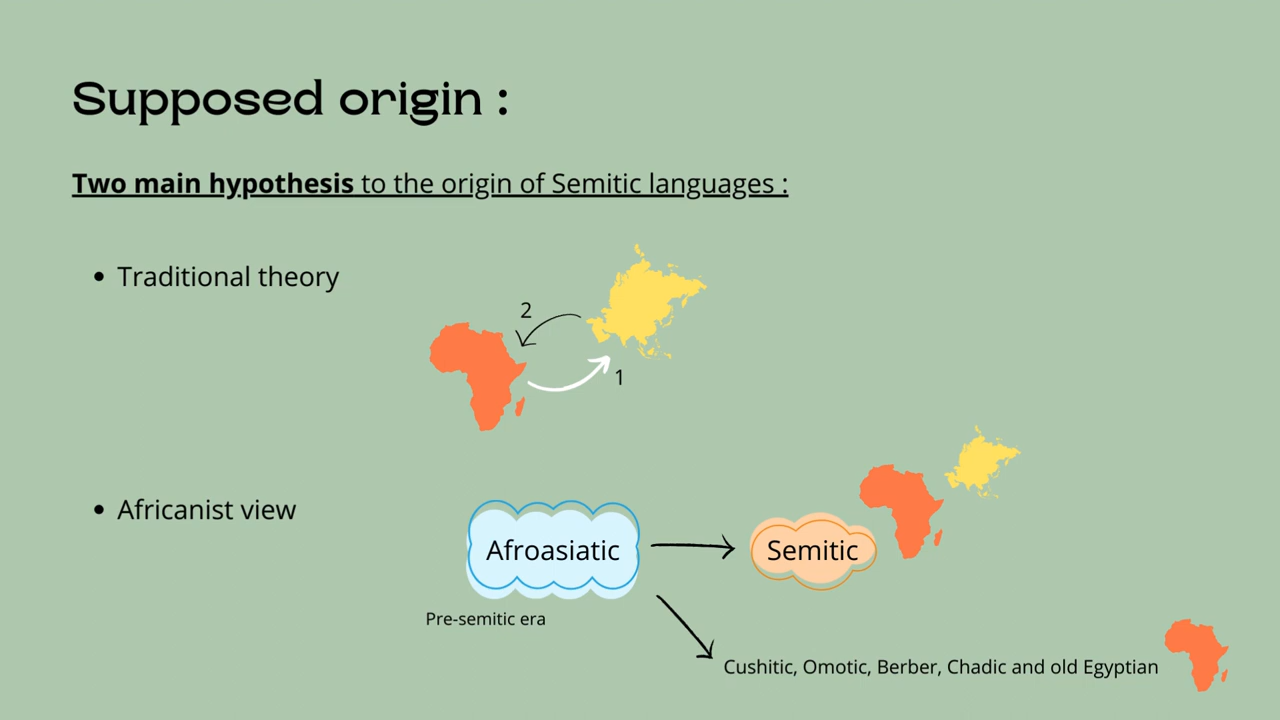 Supposed origin :
Two main hypothesis to the origin of Semitic languages :
Traditional theory
2
1
Africanist view
Afroasiatic
Semitic
Pre-semitic era
Cushitic, Omotic, Berber, Chadic and old Egyptian